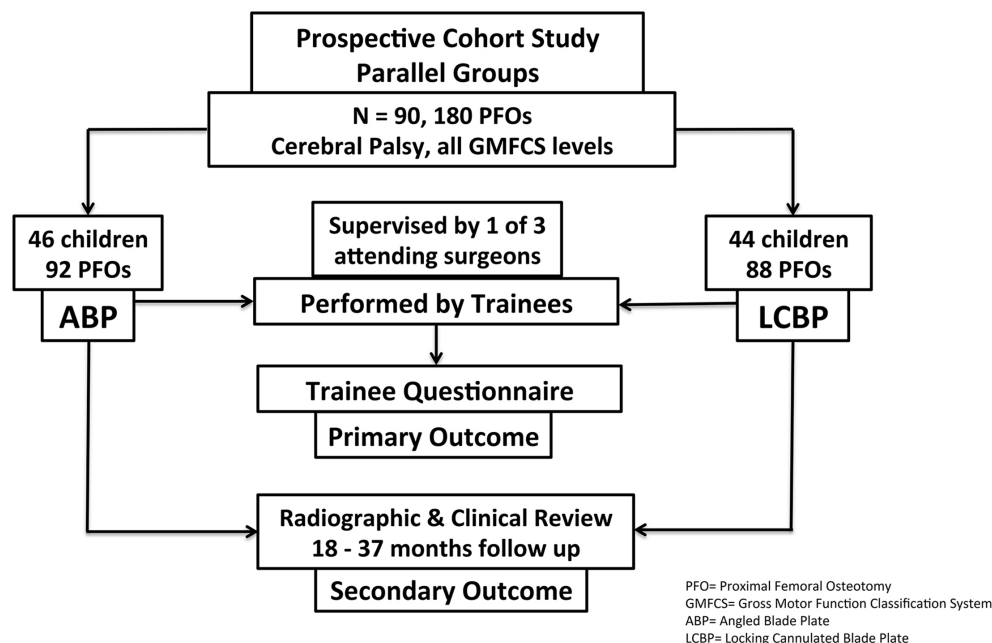 Prospective Cohort Study
Parallel Groups
N = 90, 180 PFOs
Cerebral Palsy, all GMFCS levels
46 children
92 PFOs
ABP
Supervised by 1 of 3
attending surgeons
Performed by Trainees
44 children
88 PFOs
LCBP
Trainee Questionnaire
Primary Outcome
Radiographic & Clinical Review
18 - 37 months follow up
Secondary Outcome
PFO= Proximal Femoral Osteotomy
GMFCS= Gross Motor Function Classification System
ABP= Angled Blade Plate
LCBP= Locking Cannulated Blade Plate